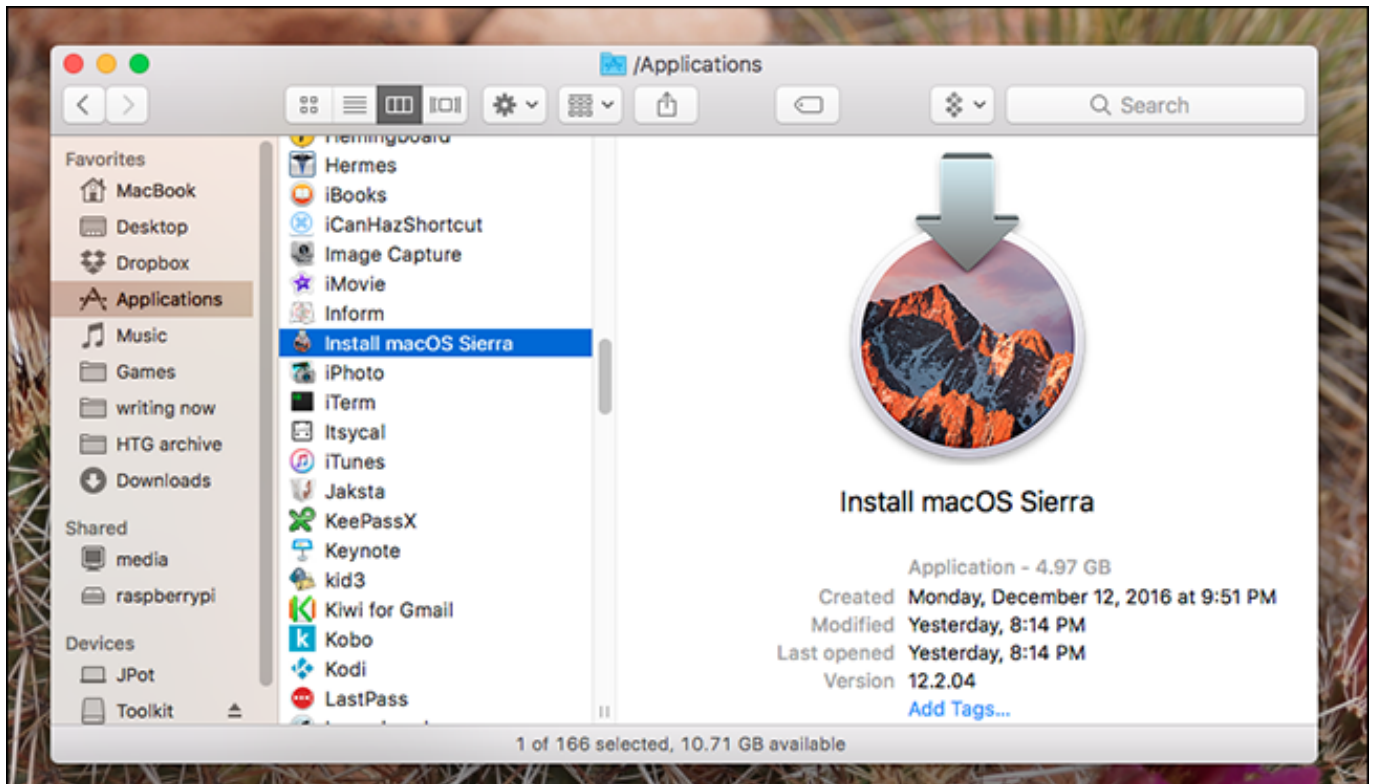 /Applications
Search
Favorites
MacBook
Desktop
Dropbox
Applications
Music
Games
writing now
HTG archive
Downloads
Shared
media
raspberrypi
Devices
JPot
Toolkit
Hemingboard
Hermes
iBooks
iCanHazShortcut
Image Capture
iMovie
Inform
Install macOS Sierra
iPhoto
iTerm
Itsycal
iTunes
Jaksta
KeePassX
Keynote
kid3
Kiwi for Gmail
Kobo
Kodi
LastPass
Install macOS Sierra
Application - 4.97 GB
Created Monday, December 12, 2016 at 9:51 PM
Modified Yesterday, 8:14 PM
Last opened Yesterday, 8:14 PM
Version 12.2.04
Add Tags...
1 of 166 selected, 10.71 GB available